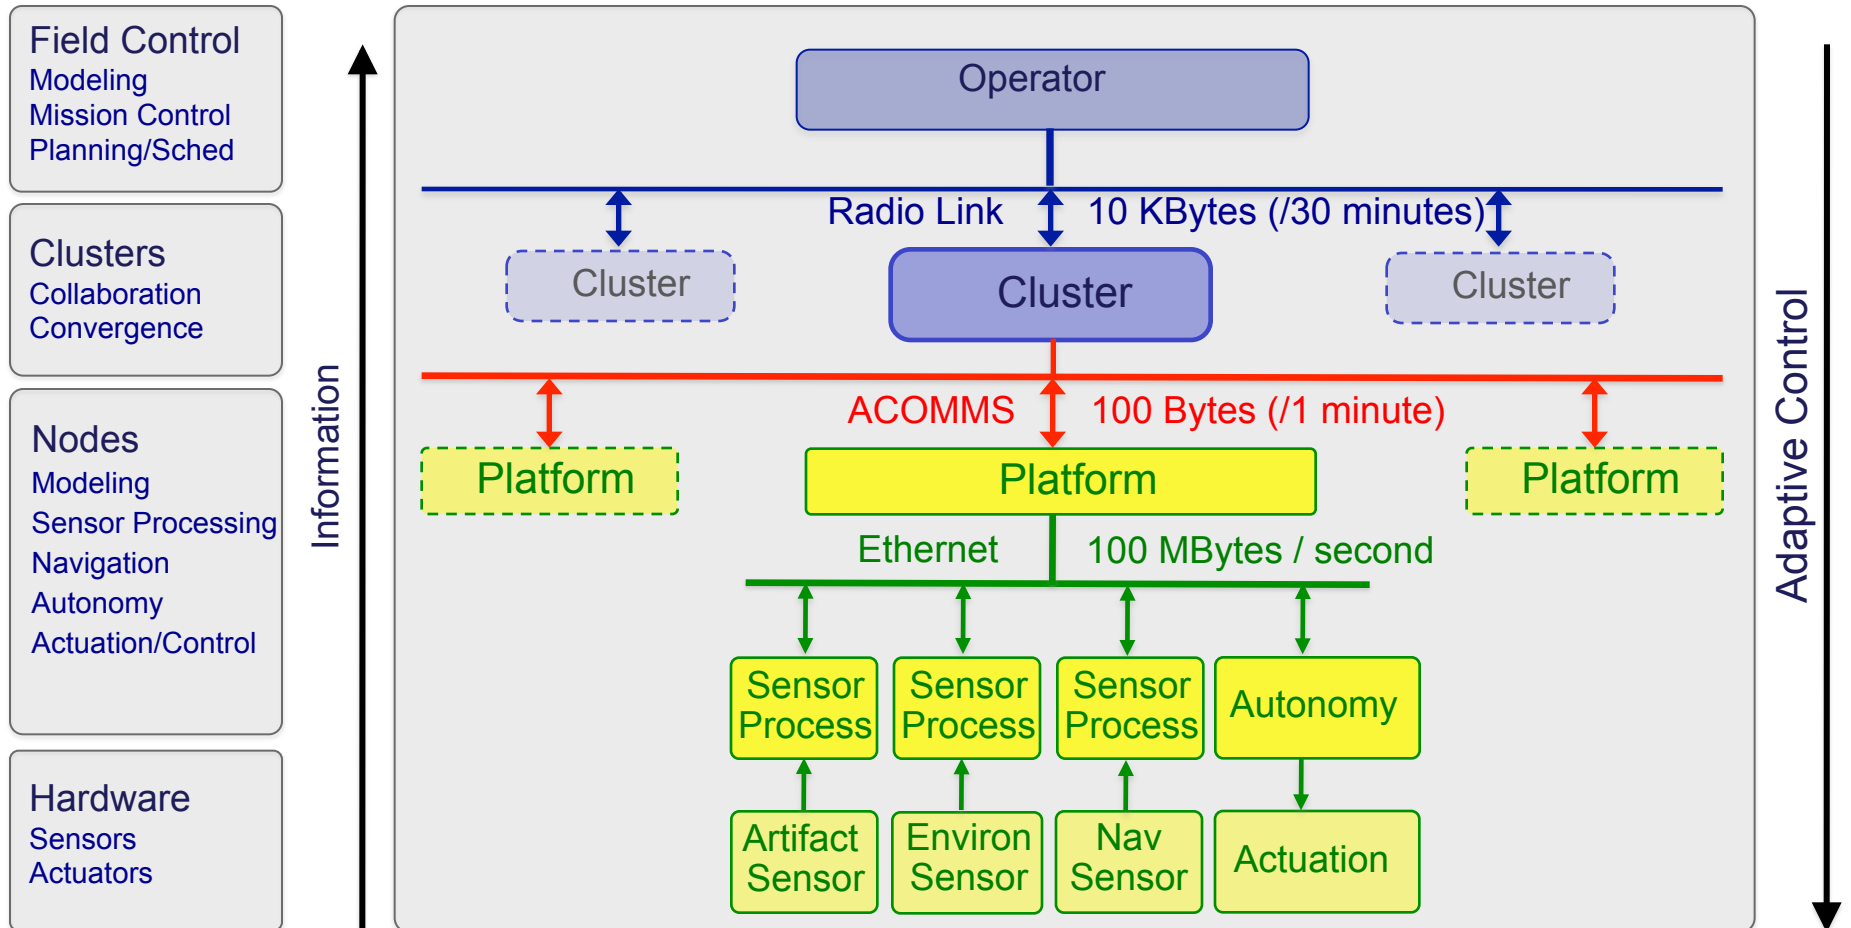 Field Control
Modeling
Mission Control
Planning/Sched
Clusters
Collaboration
Convergence
Nodes
Modeling
Sensor Processing
Navigation
Autonomy
Actuation/Control
Hardware
Sensors
Actuators
Information
Operator
Radio Link 10 KBytes (/30 minutes)
Cluster
Cluster
Cluster
ACOMMS 100 Bytes (/1 minute)
Platform
Platform
Platform
Ethernet 100 MBytes / second
Sensor
Process
Sensor
Process
Sensor
Process
Autonomy
Artifact
Sensor
Environ
Sensor
Nav
Sensor
Actuation
Adaptive Control